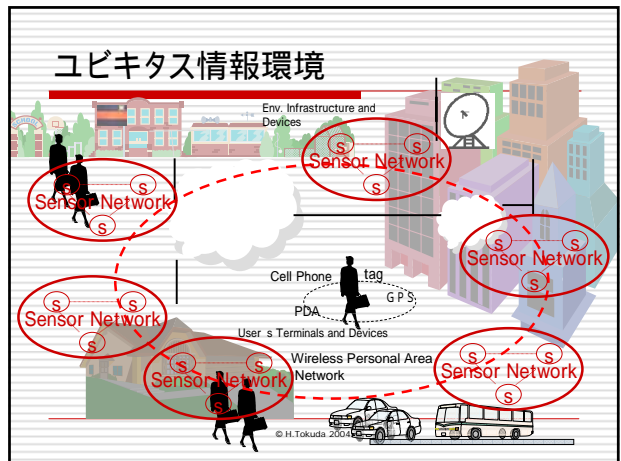 ユビキタス情報環境
Env. Infrastructure and
Devices
S S
Sensor Network
S
S S
Sensor Network
S
S S
Sensor Network
S
Cell Phone tag
GPS
PDA
User s Terminals and Devices
S S
Sensor Network
S
Wireless Personal Area
Network
S S
Sensor Network
S
S S
Sensor Network
S
© H.Tokuda 2004